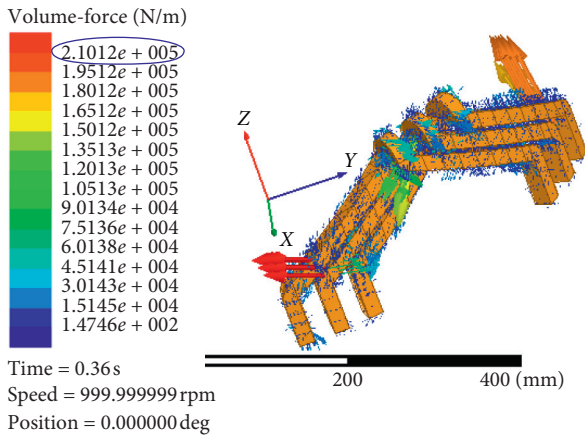 Volume-force (N/m)
2.1012e + 005
1.9512e + 005
1.8012e + 005
1.6512e + 005
1.5012e + 005
1.3513e + 005
1.2013e + 005
1.0513e + 005
9.0134e + 004
7.5136e + 004
6.0138e + 004
4.5141e + 004
3.0143e + 004
1.5145e + 004
1.4746e + 002
Z
Y
X
Time = 0.36 s
Speed = 999.999999 rpm
Position = 0.000000 deg
200
400 (mm)